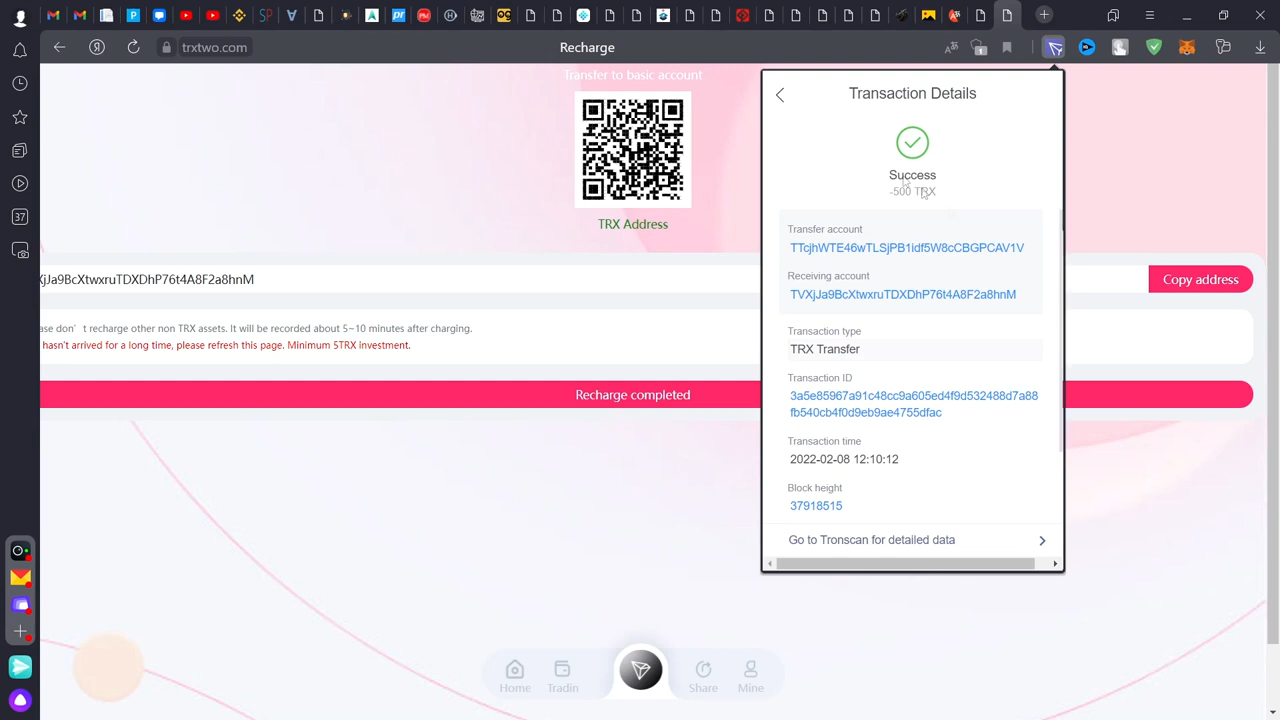 trxtwo.com
Recharge
Transfer to basic account
TRX Address
jJa9BcXtwxruTDXDhP76t4A8F2a8hnM
Copy address
ase don't recharge other non TRX assets. It will be recorded about 5~10 minutes after charging.
hasn't arrived for a long time, please refresh this page. Minimum 5TRX investment.
Recharge completed
Home
Tradin
Share
Mine
Transaction Details
Success
-500 TRX
Transfer account
TTcjhWTE46wTLSjPB1idf5W8cCBGPCAV1V
Receiving account
TVXjJa9BcXtwxruTDXDhP76t4A8F2a8hnM
Transaction type
TRX Transfer
Transaction ID
3a5e85967a91c48cc9a605ed4f9d532488d7a88
fb540cb4f0d9eb9ae4755dfac
Transaction time
2022-02-08 12:10:12
Block height
37918515
Go to Tronscan for detailed data
37